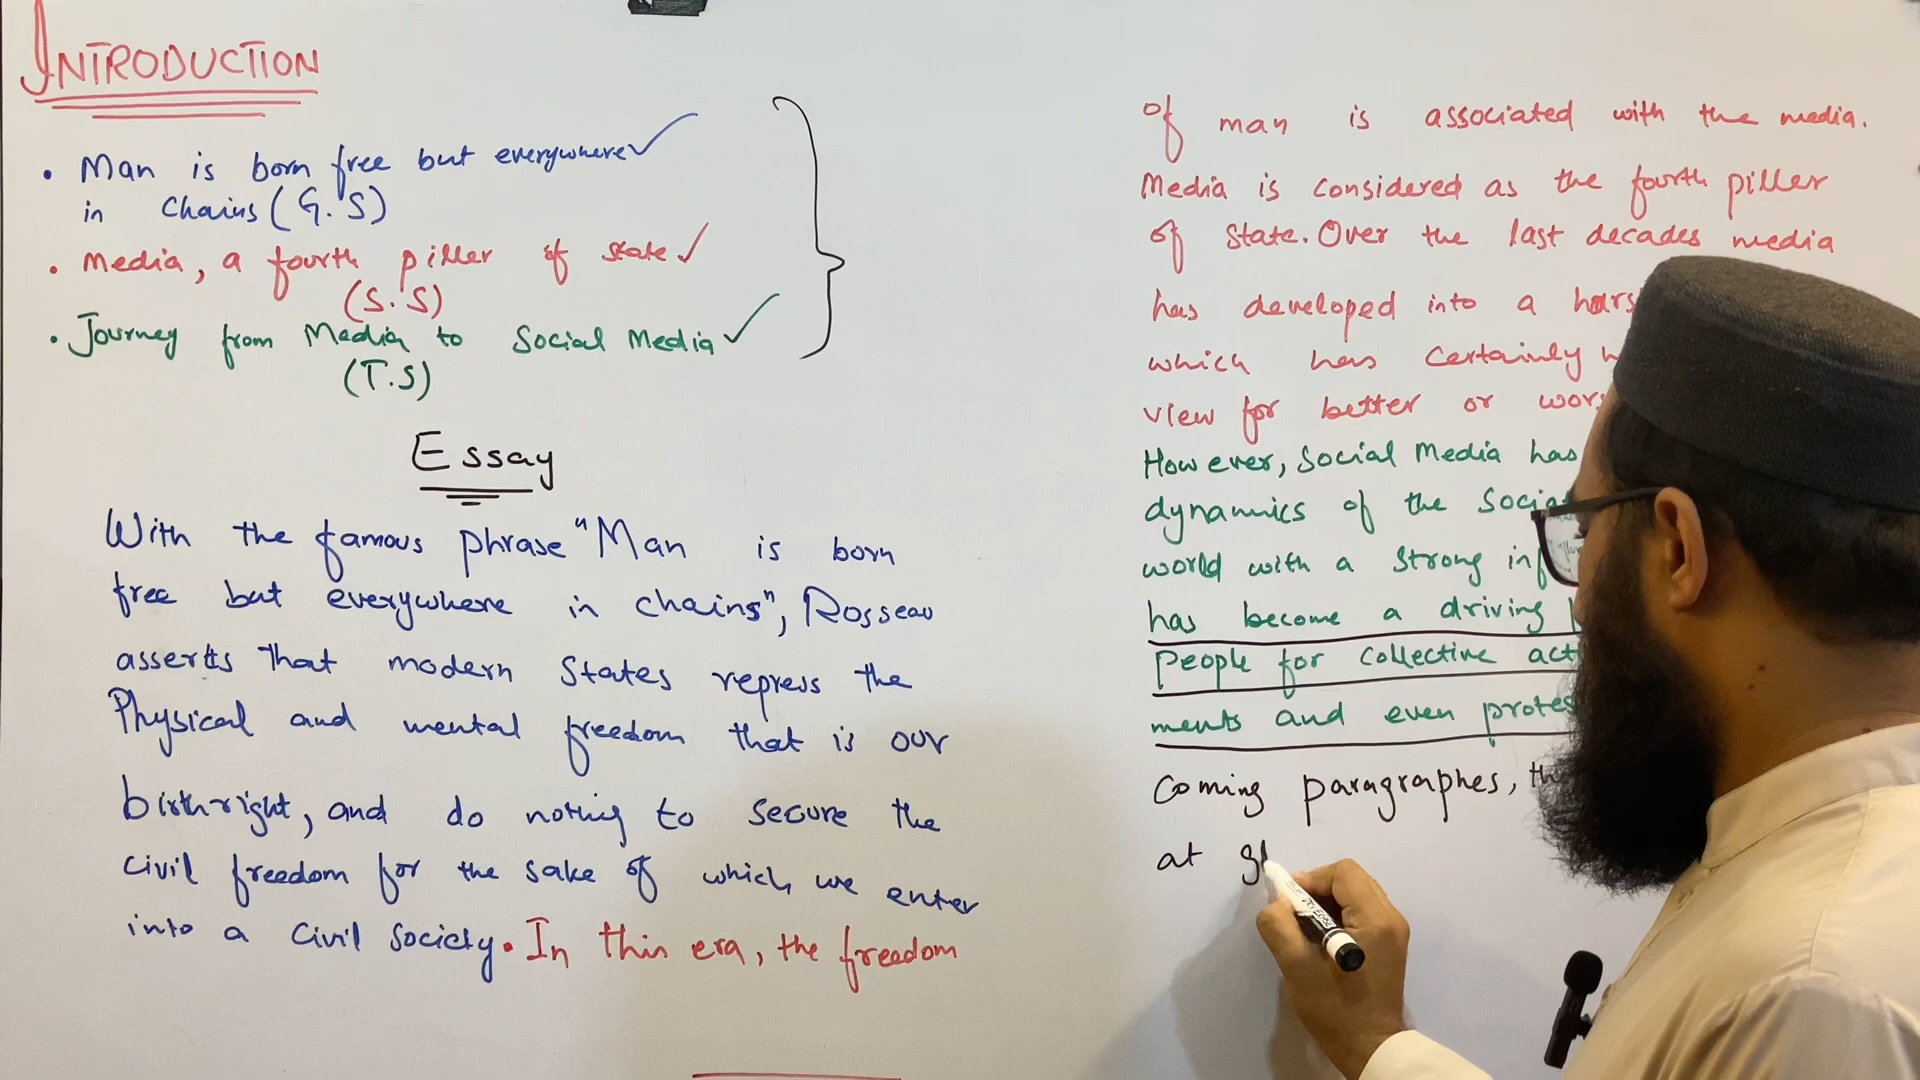 INTRODUCTION
• Man is born free but everywhere
in chains (G.S)
• Media, a fourth piller of state
(S.S)
• Journey from Media to Social Media
(T.S)
Essay
With the famous phrase "Man is born
free but everywhere in chains", Rosseau
asserts that modern states repress the
Physical and mental freedom that is our
birthright, and do nothing to secure the
civil freedom for the sake of which we enter
into a civil society. In this era, the freedom
of man is associated with the media.
Media is considered as the fourth piller
of state. Over the last decades media
has developed into a
which has certainly
view for better or
However, Social Media has
dynamics of the
world with a strong
has become a driving
People for collective
ments and even
Coming paragraphes,
at